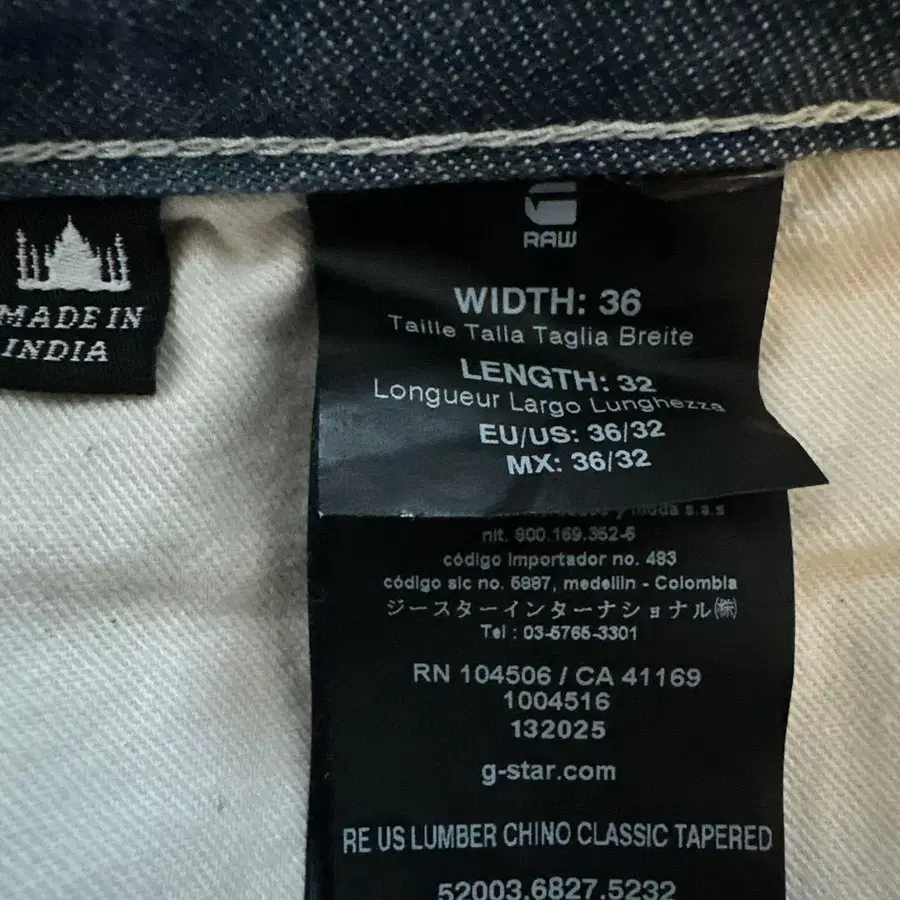 MADE IN
INDIA
RAW
WIDTH: 36
Taille Talla Taglia Breite
LENGTH: 32
Longueur Largo Lunghezza
EU/US: 36/32
MX: 36/32
y moda s.a.s
nit. 800.169.352-6
código importador no. 493
código sic no. 5997, medellin - Colombia
ジースターインターナショナル㈱
Tel : 03-5765-3301
RN 104506 / CA 41169
1004516
132025
g-star.com
RE US LUMBER CHINO CLASSIC TAPERED
52003.6827.5232